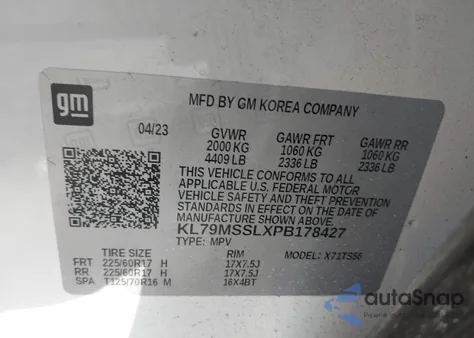 gm
MFD BY GM KOREA COMPANY
04/23 GVWR GAWR FRT GAWR RR
2000 KG 1060 KG 1060 KG
4409 LB 2336 LB 2336 LB
THIS VEHICLE CONFORMS TO ALL
APPLICABLE U.S. FEDERAL MOTOR
VEHICLE SAFETY AND THEFT PREVENTION
STANDARDS IN EFFECT ON THE DATE OF
MANUFACTURE SHOWN ABOVE.
KL79MSSLXPB178427
TYPE: MPV MODEL: X71TS56
TIRE SIZE RIM
FRT 225/60R17 H 17X7.5J
RR 225/60R17 H 17X7.5J
SPA T125/70R16 M 16X4BT
autoSnap